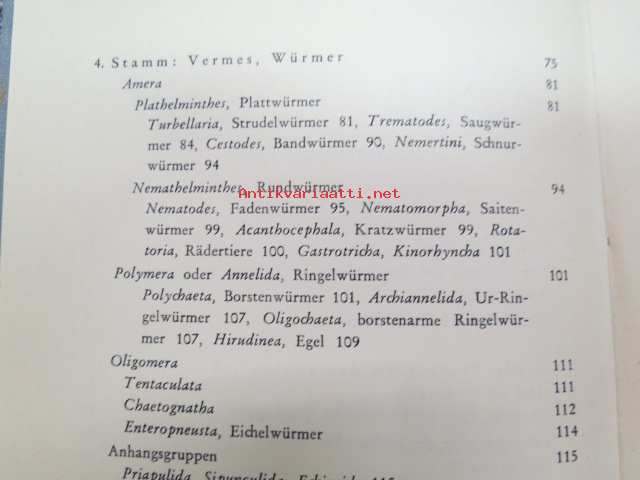 4. Stamm: Vermes, Würmer 75
Amera 81
Plathelminthes, Plattwürmer 81
Turbellaria, Strudelwürmer 81, Trematodes, Saugwür-
mer 84, Cestodes, Bandwürmer 90, Nemertini, Schnur-
würmer 94
Nemathelminthes, Rundwürmer 94
Antikvariaatti.net
Nematodes, Fadenwürmer 95, Nematomorpha, Saiten-
würmer 99, Acanthocephala, Kratzwürmer 99, Rota-
toria, Rädertiere 100, Gastrotricha, Kinorhyncha 101
Polymera oder Annelida, Ringelwürmer 101
Polychaeta, Borstenwürmer 101, Archiannelida, Ur-Rin-
gelwürmer 107, Oligochaeta, borstenarme Ringelwür-
mer 107, Hirudinea, Egel 109
Oligomera 111
Tentaculata 111
Chaetognatha 112
Enteropneusta, Eichelwürmer 114
Anhangsgruppen 115
Priapulida, Sipunculida,